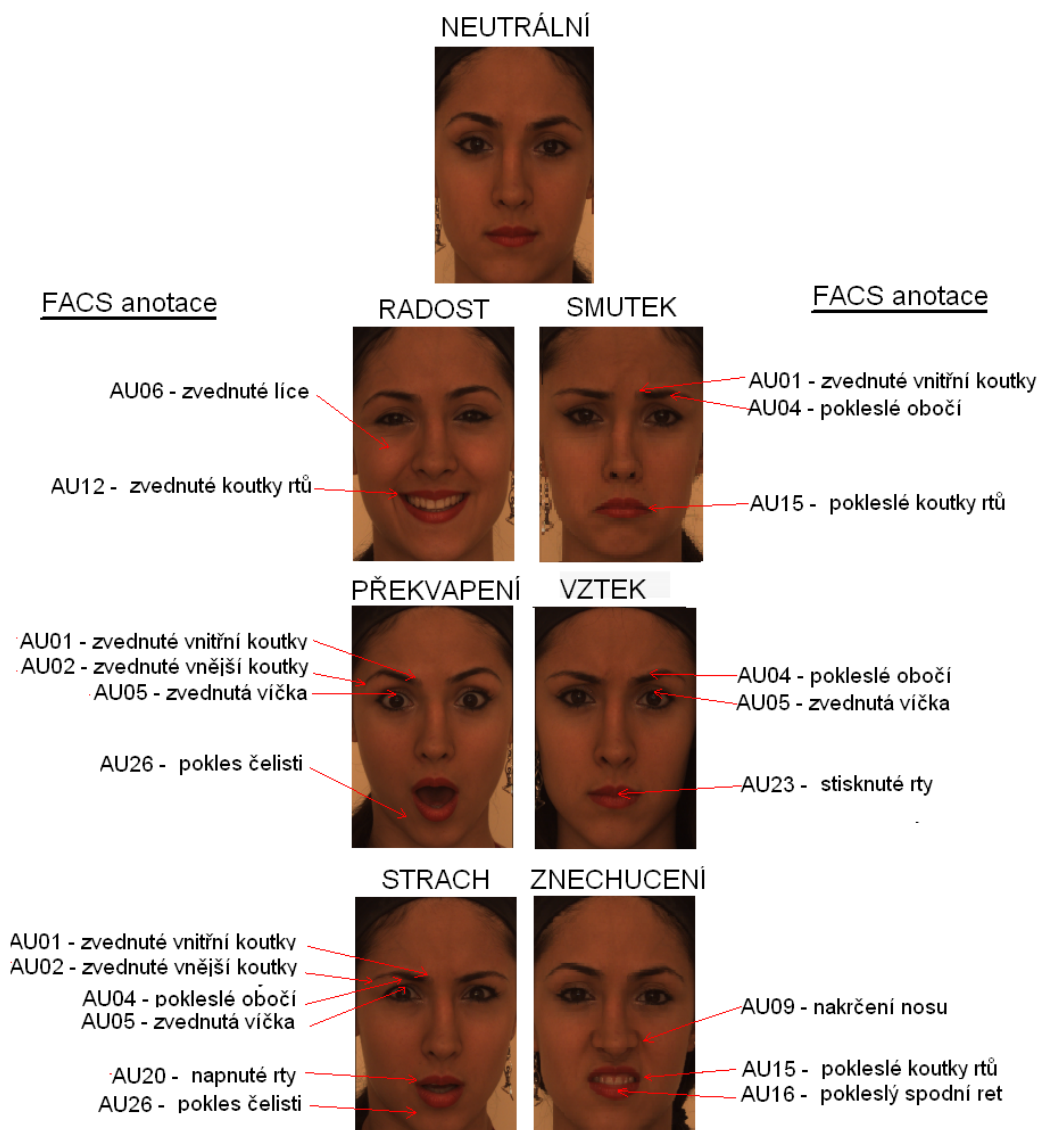 NEUTRÁLNÍ
FACS anotace
FACS anotace
RADOST
SMUTEK
AU06 - zvednuté líce
AU12 - zvednuté koutky rtů
AU01 - zvednuté vnitřní koutky
AU04 - pokleslé obočí
AU15 - pokleslé koutky rtů
PŘEKVAPENÍ
VZTEK
AU01 - zvednuté vnitřní koutky
AU02 - zvednuté vnější koutky
AU05 - zvednutá víčka
AU26 - pokles čelisti
AU04 - pokleslé obočí
AU05 - zvednutá víčka
AU23 - stisknuté rty
STRACH
ZNECHUCENÍ
AU01 - zvednuté vnitřní koutky
AU02 - zvednuté vnější koutky
AU04 - pokleslé obočí
AU05 - zvednutá víčka
AU20 - napnuté rty
AU26 - pokles čelisti
AU09 - nakrčení nosu
AU15 - pokleslé koutky rtů
AU16 - pokleslý spodní ret